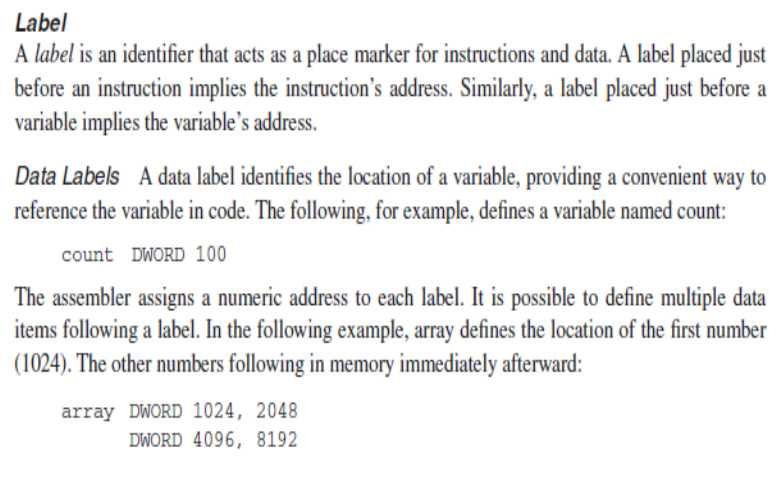 Label
A label is an identifier that acts as a place marker for instructions and data. A label placed just
before an instruction implies the instruction's address. Similarly, a label placed just before a
variable implies the variable's address.
Data Labels A data label identifies the location of a variable, providing a convenient way to
reference the variable in code. The following, for example, defines a variable named count:
count DWORD 100
The assembler assigns a numeric address to each label. It is possible to define multiple data
items following a label. In the following example, array defines the location of the first number
(1024). The other numbers following in memory immediately afterward:
array DWORD 1024, 2048
DWORD 4096, 8192